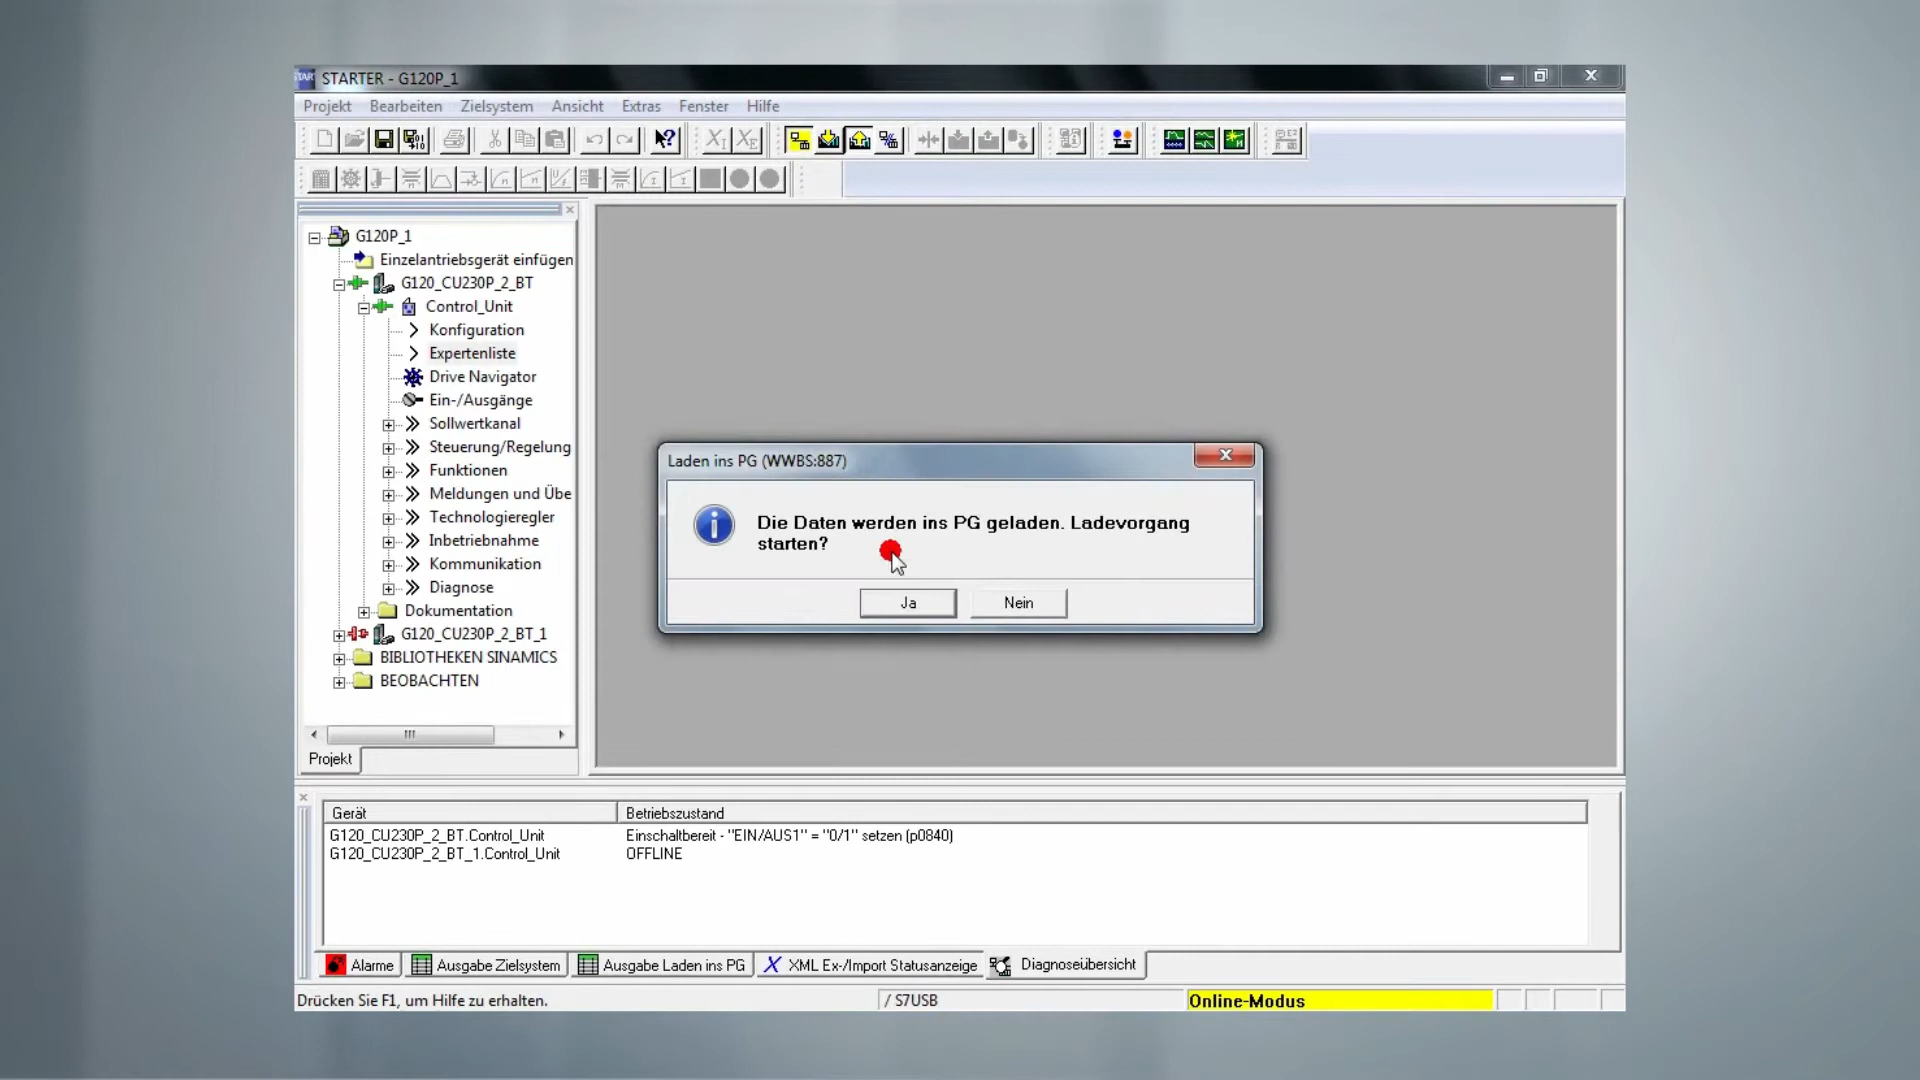 STARTER - G120P_1
Projekt Bearbeiten Zielsystem Ansicht Extras Fenster Hilfe
G120P_1
Einzelantriebsgerät einfügen
G120_CU230P_2_BT
Control_Unit
Konfiguration
Expertenliste
Drive Navigator
Ein-/Ausgänge
Sollwertkanal
Steuerung/Regelung
Funktionen
Meldungen und Übe
Technologieregler
Inbetriebnahme
Kommunikation
Diagnose
Dokumentation
G120_CU230P_2_BT_1
BIBLIOTHEKEN SINAMICS
BEOBACHTEN
Projekt
Laden ins PG (WWBS:887)
Die Daten werden ins PG geladen. Ladevorgang
starten?
Ja Nein
Gerät Betriebszustand
G120_CU230P_2_BT.Control_Unit Einschaltbereit - "EIN/AUS1" = "0/1" setzen (p0840)
G120_CU230P_2_BT_1.Control_Unit OFFLINE
Alarme Ausgabe Zielsystem Ausgabe Laden ins PG XML Ex-/Import Statusanzeige Diagnoseübersicht
Drücken Sie F1, um Hilfe zu erhalten. / S7USB Online-Modus